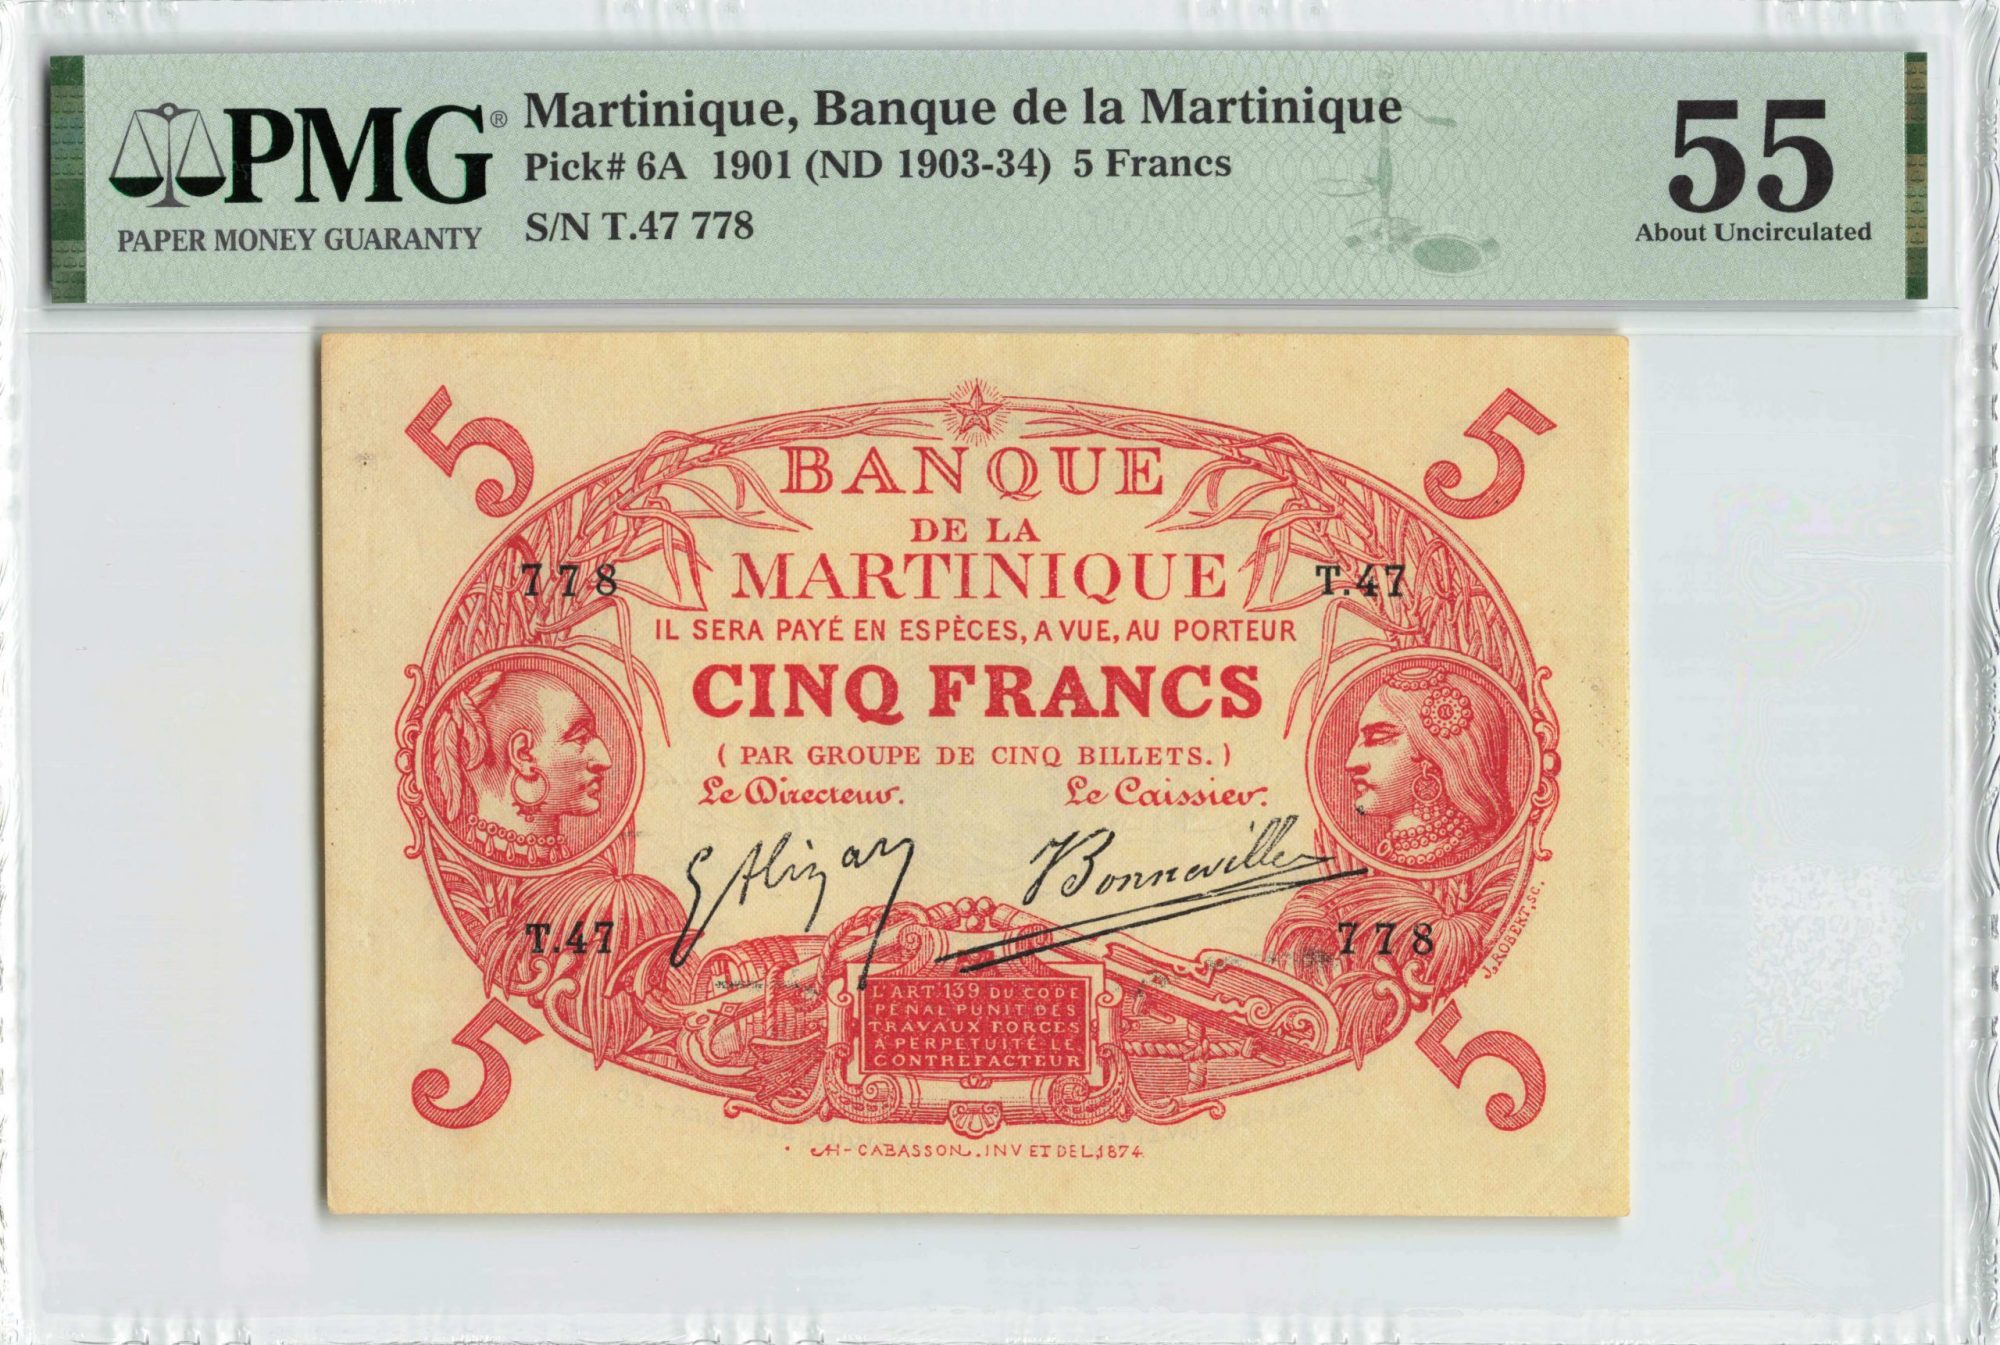 PMG®
PAPER MONEY GUARANTY
Martinique, Banque de la Martinique
Pick# 6A 1901 (ND 1903-34) 5 Francs
S/N T.47 778
55
About Uncirculated
5 5
BANQUE
DE LA
MARTINIQUE
778 T.47
IL SERA PAYÉ EN ESPÈCES, A VUE, AU PORTEUR
CINQ FRANCS
( PAR GROUPE DE CINQ BILLETS. )
Le Directeur. Le Caissier.
G Alizar Bonneville
T.47 778
J. ROBERT, SC.
L'ART 139 DU CODE
PÉNAL PUNIT DES
TRAVAUX FORCÉS
A PERPÉTUITÉ LE
CONTREFACTEUR
5 5
H-CABASSON. INV ET DEL, 1874